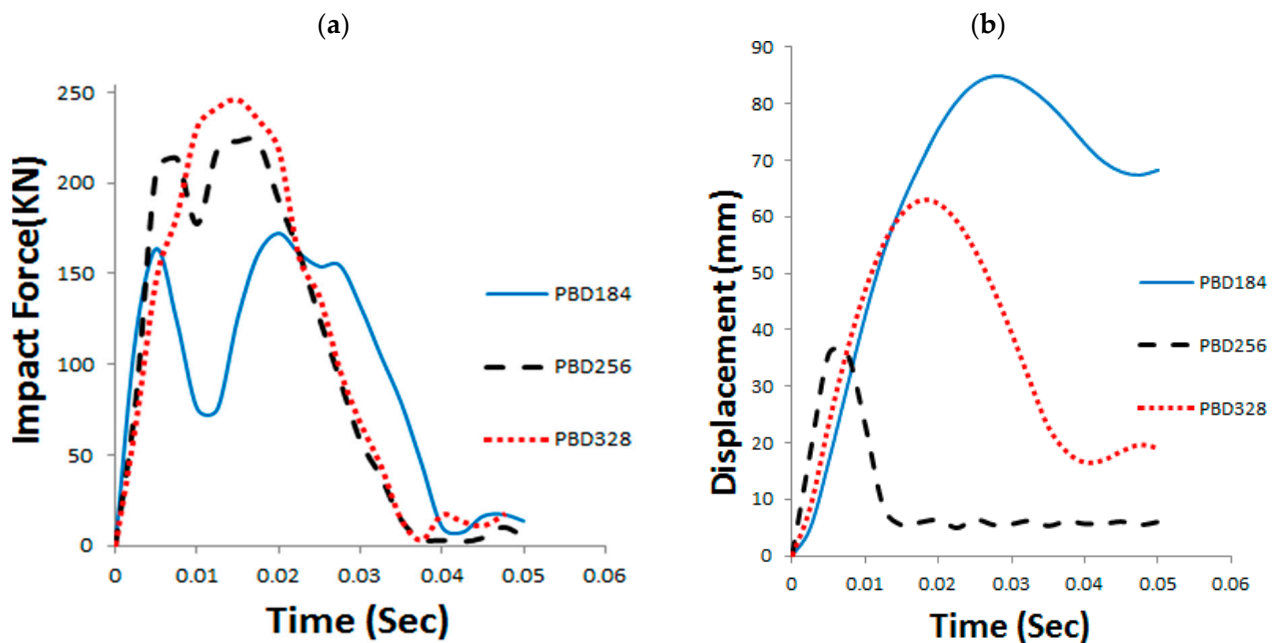 (a)
Impact Force(KN)
250
200
150
100
50
0
0 0.01 0.02 0.03 0.04 0.05 0.06
Time (Sec)
PBD184
PBD256
PBD328
(b)
Displacement (mm)
90
80
70
60
50
40
30
20
10
0
0 0.01 0.02 0.03 0.04 0.05 0.06
Time (Sec)
PBD184
PBD256
PBD328